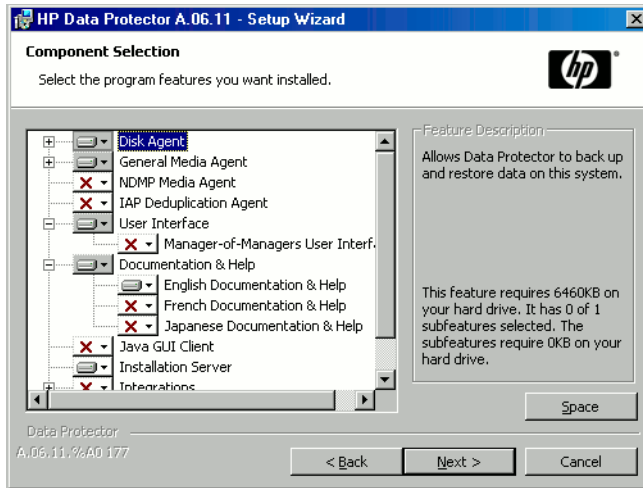 HP Data Protector A.06.11 - Setup Wizard
Component Selection
Select the program features you want installed.
hp
Disk Agent
General Media Agent
NDMP Media Agent
IAP Deduplication Agent
User Interface
Manager-of-Managers User Interf
Documentation & Help
English Documentation & Help
French Documentation & Help
Japanese Documentation & Help
Java GUI Client
Installation Server
Integrations
Feature Description
Allows Data Protector to back up
and restore data on this system.
This feature requires 6460KB on
your hard drive. It has 0 of 1
subfeatures selected. The
subfeatures require 0KB on your
hard drive.
Space
Data Protector
A.06.11.%A0 177
< Back
Next >
Cancel